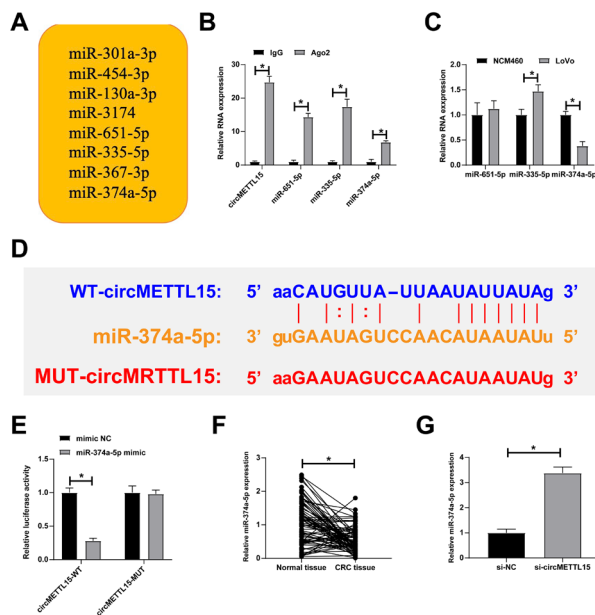 A
miR-301a-3p
miR-454-3p
miR-130a-3p
miR-3174
miR-651-5p
miR-335-5p
miR-367-3p
miR-374a-5p
B
IgG Ago2
Relative RNA exxpression
30
20
10
0
* * * *
circMETTL15 miR-651-5p miR-335-5p miR-374a-5p
C
NCM460 LoVo
Relative RNA exxpression
2.0
1.5
1.0
0.5
0.0
* *
miR-651-5p miR-335-5p miR-374a-5p
D
WT-circMETTL15: 5’ aaCAUGUUA–UUAAUAUUAUAg 3’
| | : | : | | | | | | | | |
miR-374a-5p: 3’ guGAAUAGUCCAACAUAAUAUu 5’
MUT-circMRTTL15: 5’ aaGAAUAGUCCAACAUAAUAUg 3’
E
mimic NC
miR-374a-5p mimic
Relative luciferase activity
1.5
1.0
0.5
0.0
*
circMETTL15-WT circMETTL15-MUT
F
Relative miR-374a-5p expresstion
4
3
2
1
0
*
Normal tissue CRC tissue
G
Relative miR-374a-5p expresstion
4
3
2
1
0
*
si-NC si-circMETTL15